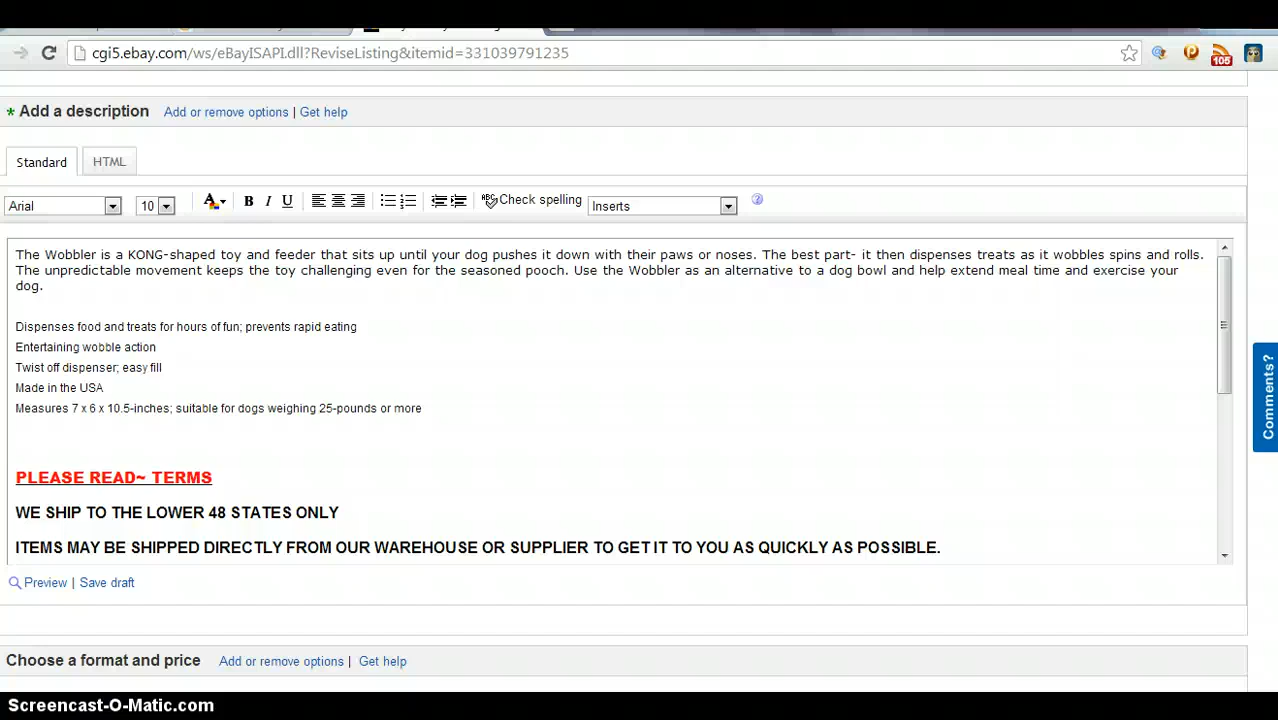 cgi5.ebay.com/ws/eBayISAPI.dll?ReviseListing&itemid=331039791235
105
* Add a description Add or remove options | Get help
Standard HTML
Arial 10 A B I U ABC Check spelling Inserts ?
The Wobbler is a KONG-shaped toy and feeder that sits up until your dog pushes it down with their paws or noses. The best part- it then dispenses treats as it wobbles spins and rolls.
The unpredictable movement keeps the toy challenging even for the seasoned pooch. Use the Wobbler as an alternative to a dog bowl and help extend meal time and exercise your
dog.
Dispenses food and treats for hours of fun; prevents rapid eating
Entertaining wobble action
Twist off dispenser; easy fill
Made in the USA
Measures 7 x 6 x 10.5-inches; suitable for dogs weighing 25-pounds or more
Comments?
PLEASE READ~ TERMS
WE SHIP TO THE LOWER 48 STATES ONLY
ITEMS MAY BE SHIPPED DIRECTLY FROM OUR WAREHOUSE OR SUPPLIER TO GET IT TO YOU AS QUICKLY AS POSSIBLE.
Preview | Save draft
Choose a format and price Add or remove options | Get help
Screencast-O-Matic.com